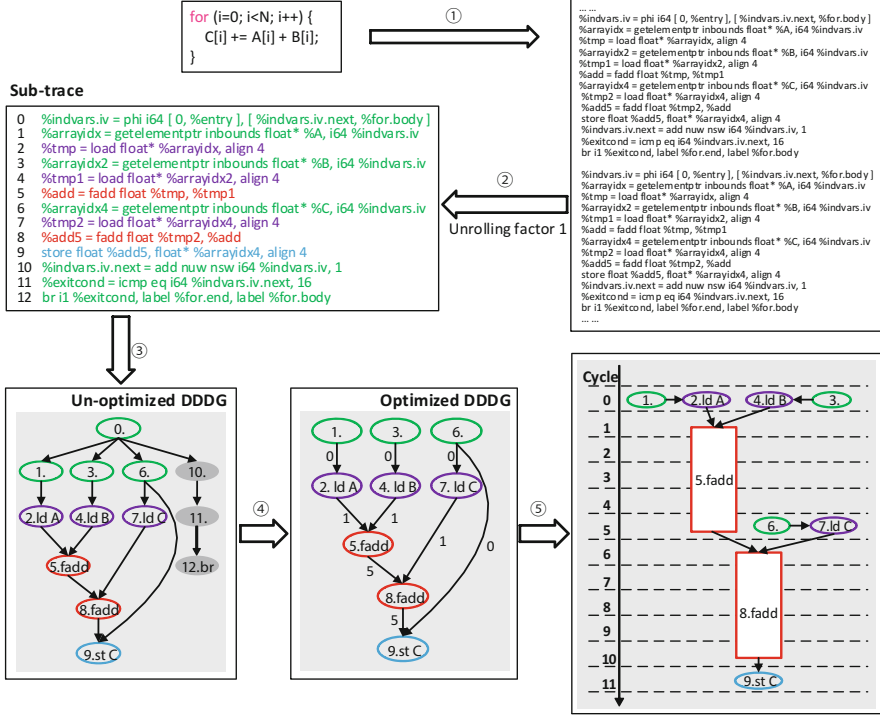 for (i=0; i<N; i++) {
C[i] += A[i] + B[i];
}
①
... ...
%indvars.iv = phi i64 [ 0, %entry ], [ %indvars.iv.next, %for.body ]
%arrayidx = getelementptr inbounds float* %A, i64 %indvars.iv
%tmp = load float* %arrayidx, align 4
%arrayidx2 = getelementptr inbounds float* %B, i64 %indvars.iv
%tmp1 = load float* %arrayidx2, align 4
%add = fadd float %tmp, %tmp1
%arrayidx4 = getelementptr inbounds float* %C, i64 %indvars.iv
%tmp2 = load float* %arrayidx4, align 4
%add5 = fadd float %tmp2, %add
store float %add5, float* %arrayidx4, align 4
%indvars.iv.next = add nuw nsw i64 %indvars.iv, 1
%exitcond = icmp eq i64 %indvars.iv.next, 16
br i1 %exitcond, label %for.end, label %for.body
%indvars.iv = phi i64 [ 0, %entry ], [ %indvars.iv.next, %for.body ]
%arrayidx = getelementptr inbounds float* %A, i64 %indvars.iv
%tmp = load float* %arrayidx, align 4
%arrayidx2 = getelementptr inbounds float* %B, i64 %indvars.iv
%tmp1 = load float* %arrayidx2, align 4
%add = fadd float %tmp, %tmp1
%arrayidx4 = getelementptr inbounds float* %C, i64 %indvars.iv
%tmp2 = load float* %arrayidx4, align 4
%add5 = fadd float %tmp2, %add
store float %add5, float* %arrayidx4, align 4
%indvars.iv.next = add nuw nsw i64 %indvars.iv, 1
%exitcond = icmp eq i64 %indvars.iv.next, 16
br i1 %exitcond, label %for.end, label %for.body
... ...
②
Unrolling factor 1
Sub-trace
0 %indvars.iv = phi i64 [ 0, %entry ], [ %indvars.iv.next, %for.body ]
1 %arrayidx = getelementptr inbounds float* %A, i64 %indvars.iv
2 %tmp = load float* %arrayidx, align 4
3 %arrayidx2 = getelementptr inbounds float* %B, i64 %indvars.iv
4 %tmp1 = load float* %arrayidx2, align 4
5 %add = fadd float %tmp, %tmp1
6 %arrayidx4 = getelementptr inbounds float* %C, i64 %indvars.iv
7 %tmp2 = load float* %arrayidx4, align 4
8 %add5 = fadd float %tmp2, %add
9 store float %add5, float* %arrayidx4, align 4
10 %indvars.iv.next = add nuw nsw i64 %indvars.iv, 1
11 %exitcond = icmp eq i64 %indvars.iv.next, 16
12 br i1 %exitcond, label %for.end, label %for.body
③
Un-optimized DDDG
0.
1. 3. 6. 10.
2.ld A 4.ld B 7.ld C 11.
5.fadd 12.br
8.fadd
9.st C
④
Optimized DDDG
1. 3. 6.
0 0 0
2. ld A 4. ld B 7. ld C
1 1
5.fadd 1 0
5
8.fadd
5
9.st C
⑤
Cycle
0 1. 2.ld A 4.ld B 3.
1
2
3 5.fadd
4
5 6. 7.ld C
6
7
8 8.fadd
9
10
11 9.st C